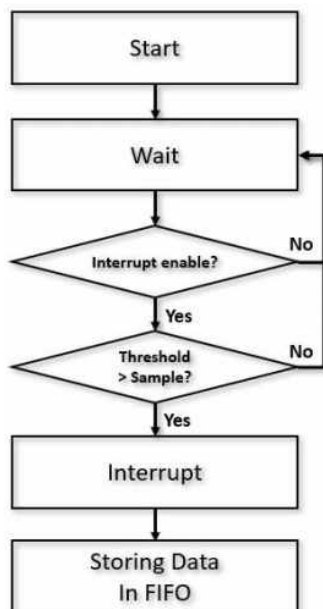 Start
Wait
Interrupt enable?
No
Yes
Threshold
> Sample?
No
Yes
Interrupt
Storing Data
In FIFO